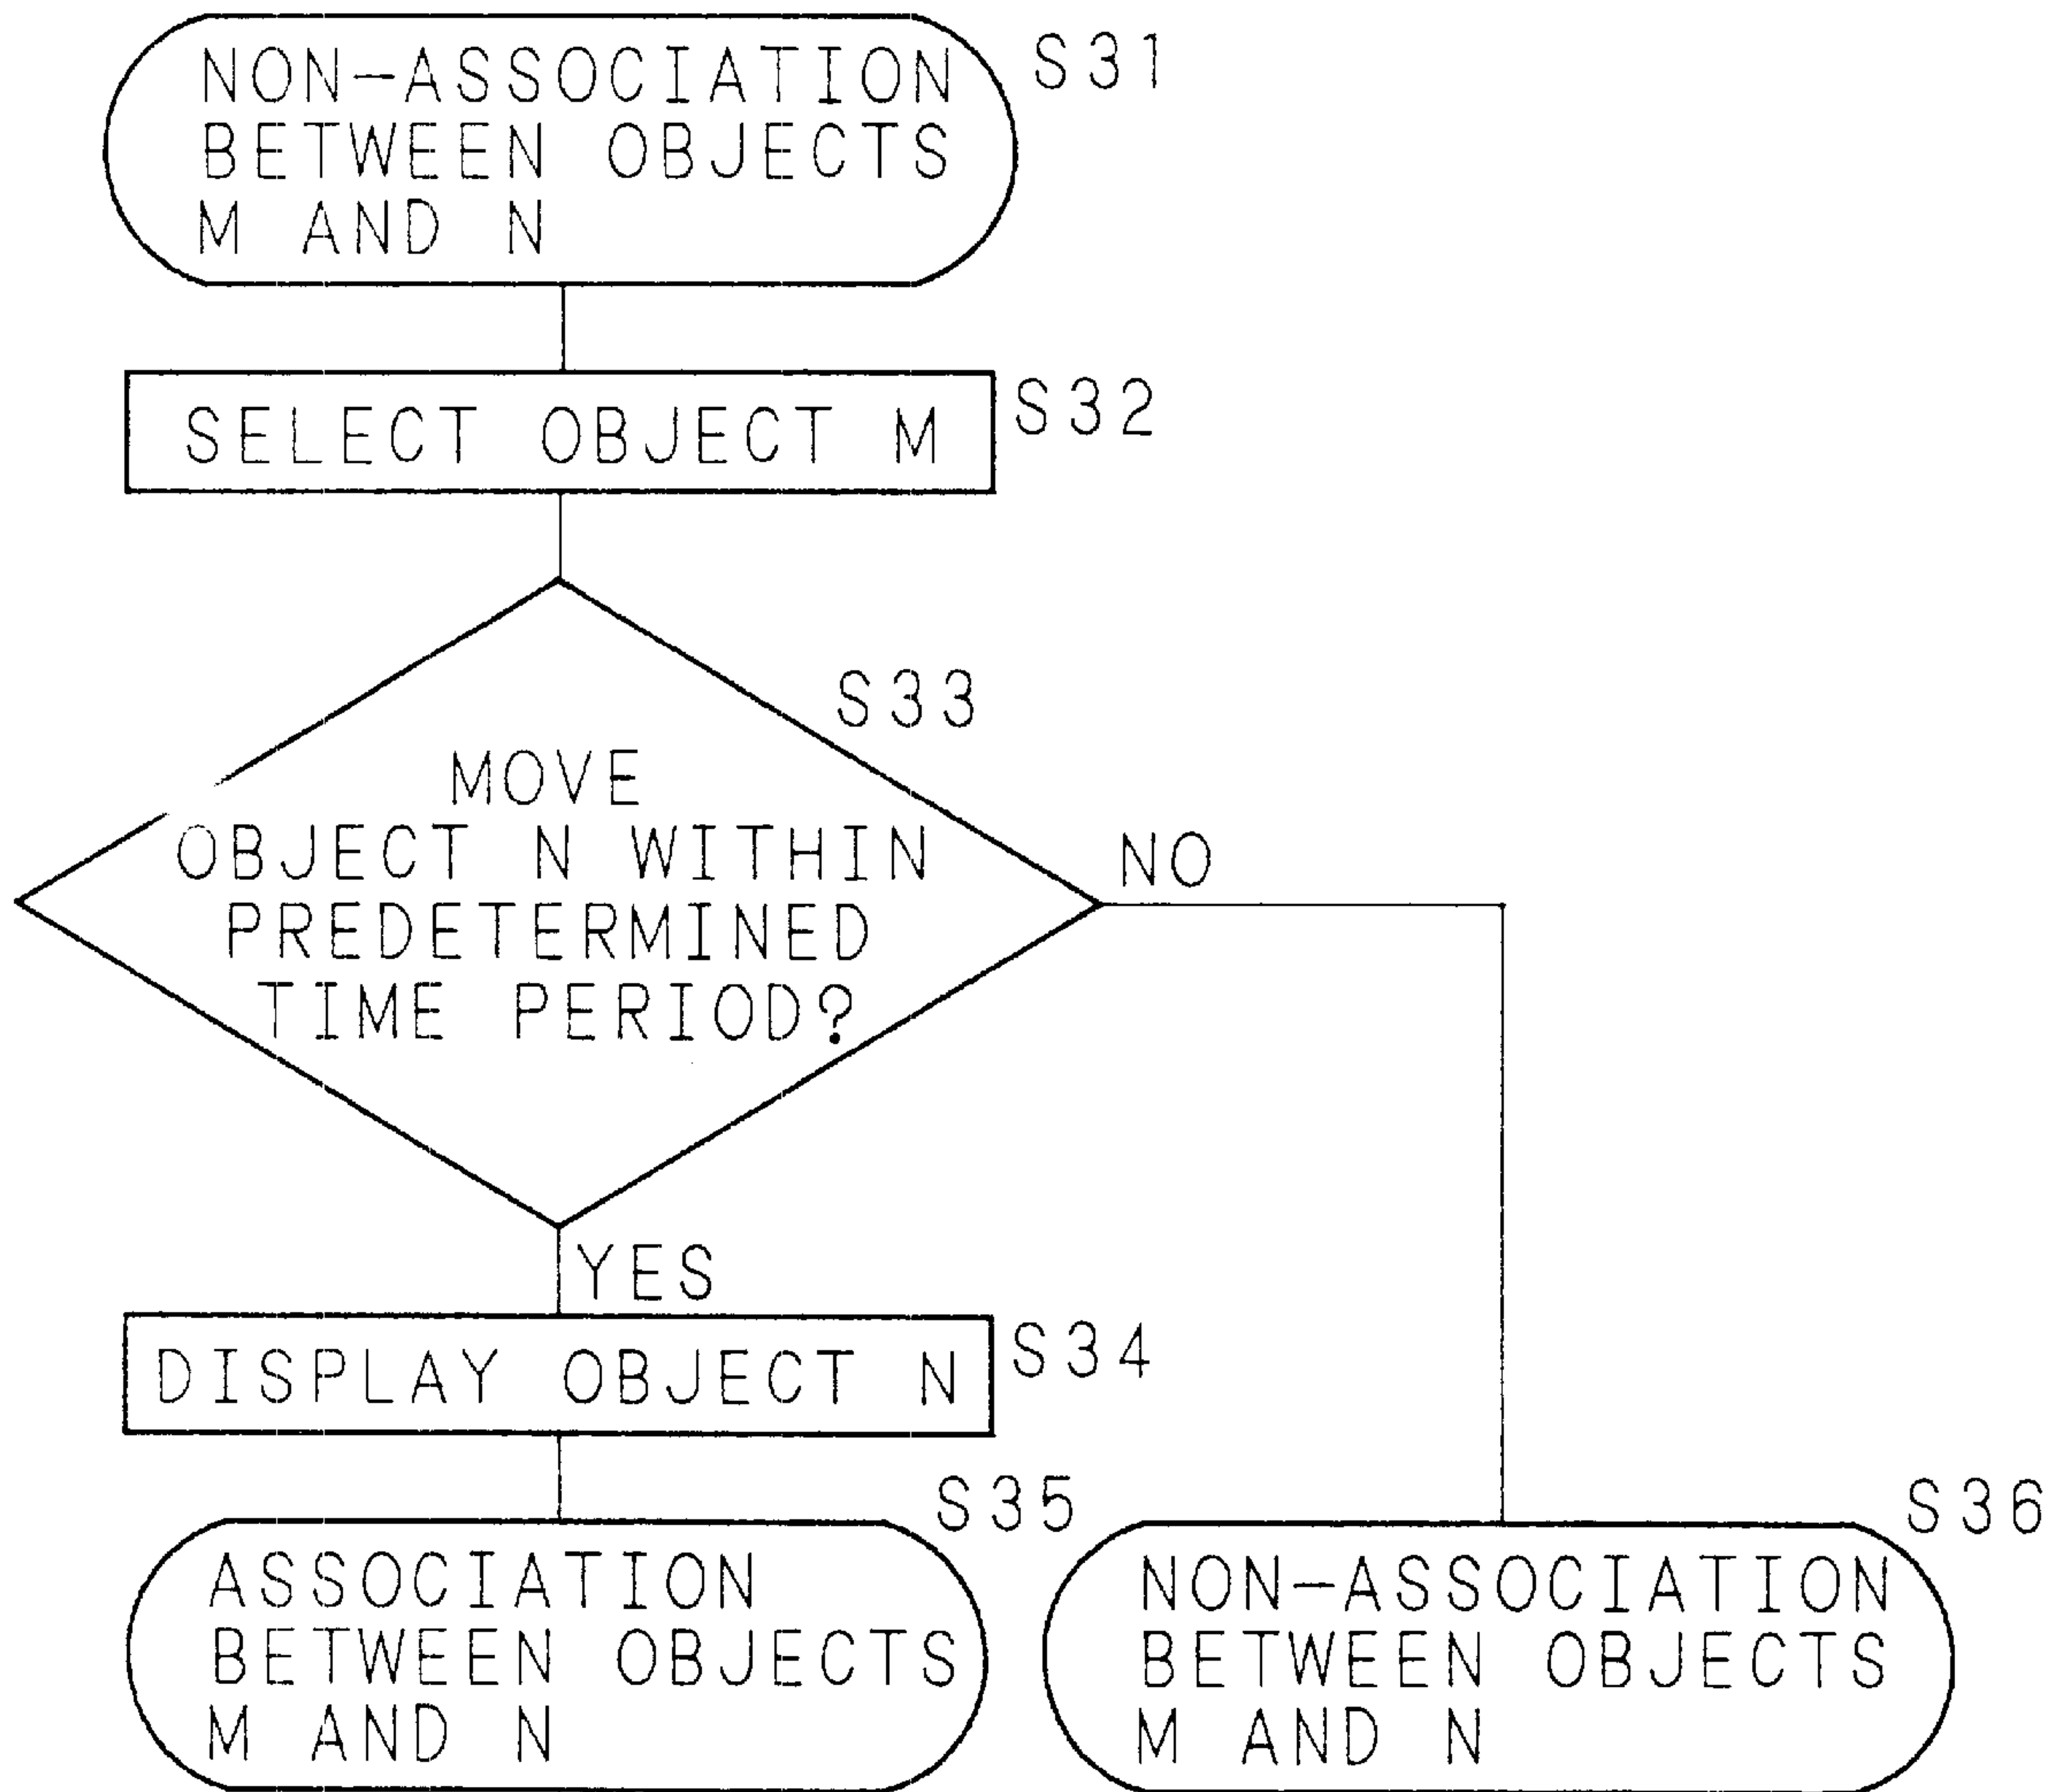 NON-ASSOCIATION
BETWEEN OBJECTS
M AND N
S31
SELECT OBJECT M
S32
S33
MOVE
OBJECT N WITHIN
PREDETERMINED
TIME PERIOD?
NO
YES
DISPLAY OBJECT N
S34
S35
ASSOCIATION
BETWEEN OBJECTS
M AND N
S36
NON-ASSOCIATION
BETWEEN OBJECTS
M AND N